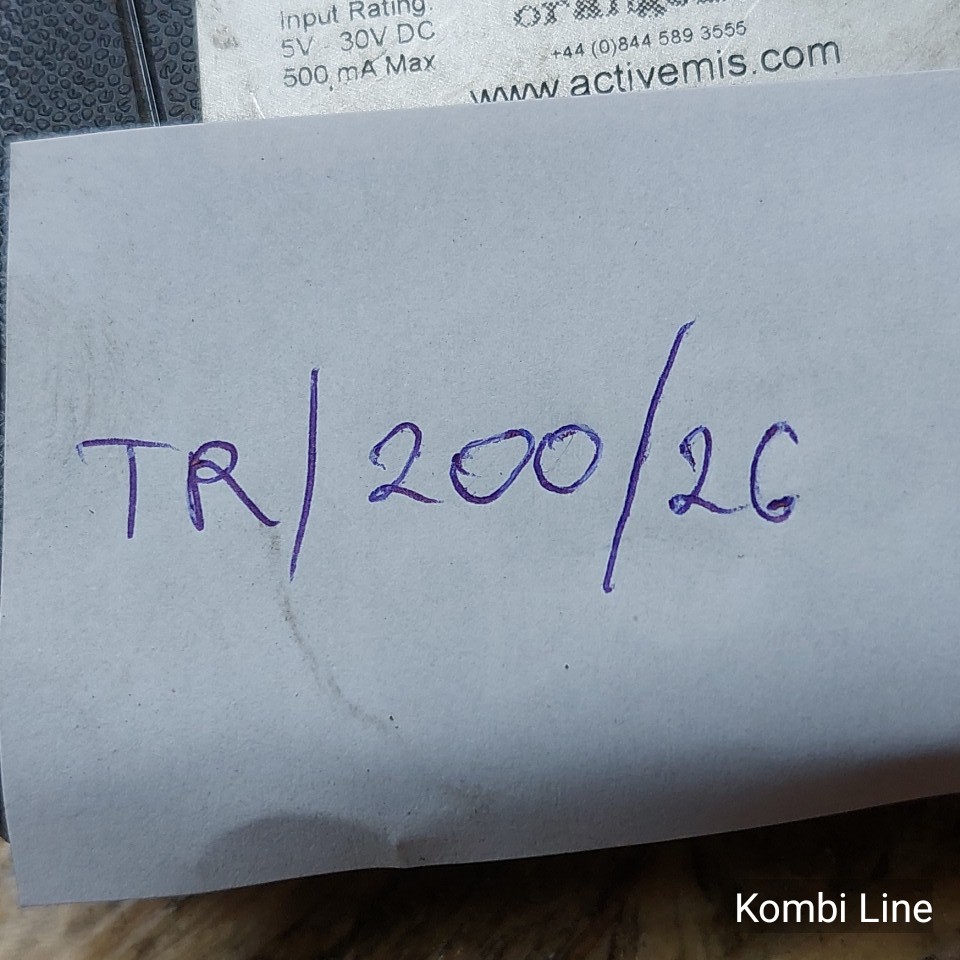 Input Rating:
5V - 30V DC
500 mA Max
+44 (0)844 589 3555
www.activemis.com
TR/200/26
Kombi Line